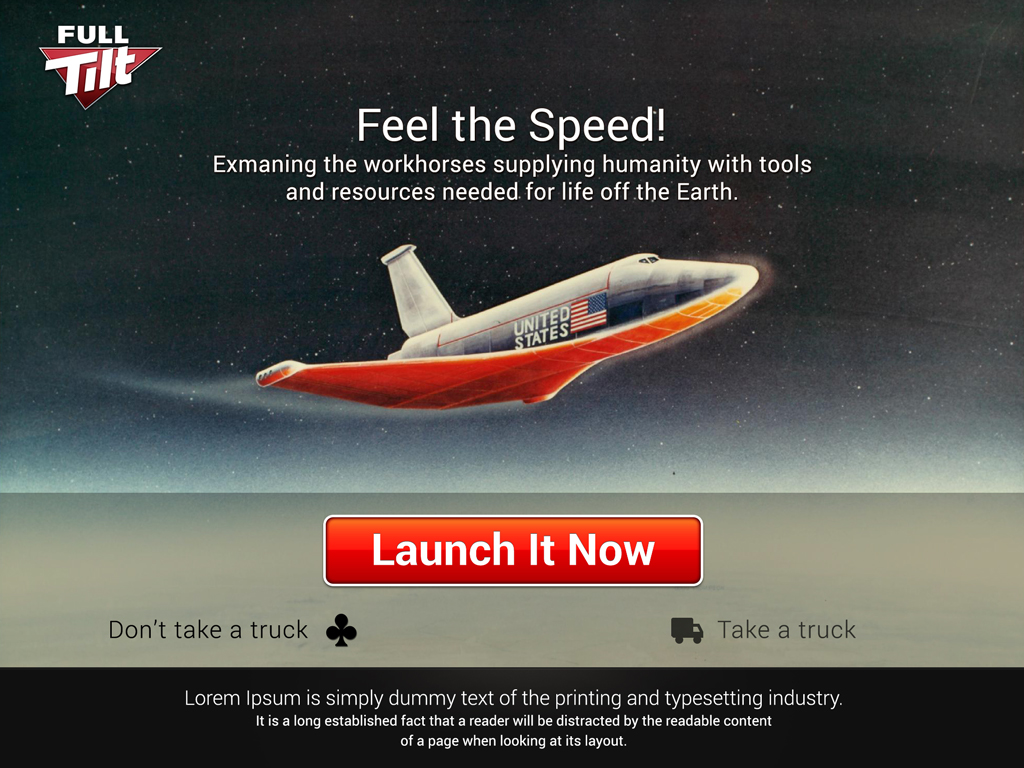 FULL
Tilt
Feel the Speed!
Exmaning the workhorses supplying humanity with tools
and resources needed for life off the Earth.
UNITED
STATES
Launch It Now
Don't take a truck
Take a truck
Lorem Ipsum is simply dummy text of the printing and typesetting industry.
It is a long established fact that a reader will be distracted by the readable content
of a page when looking at its layout.